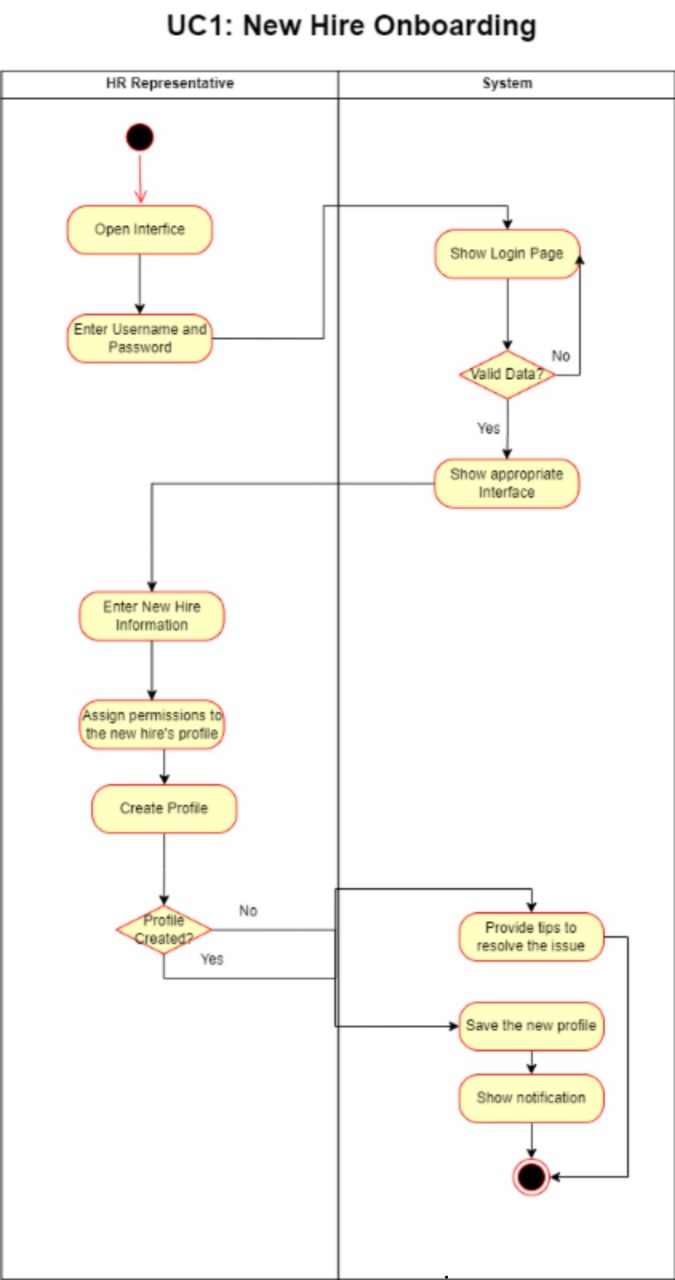 UC1: New Hire Onboarding
HR Representative
System
Open Interfice
Show Login Page
Enter Username and
Password
No
Valid Data?
Yes
Show appropriate
Interface
Enter New Hire
Information
Assign permissions to
the new hire's profile
Create Profile
No
Profile
Created?
Yes
Provide tips to
resolve the issue
Save the new profile
Show notification